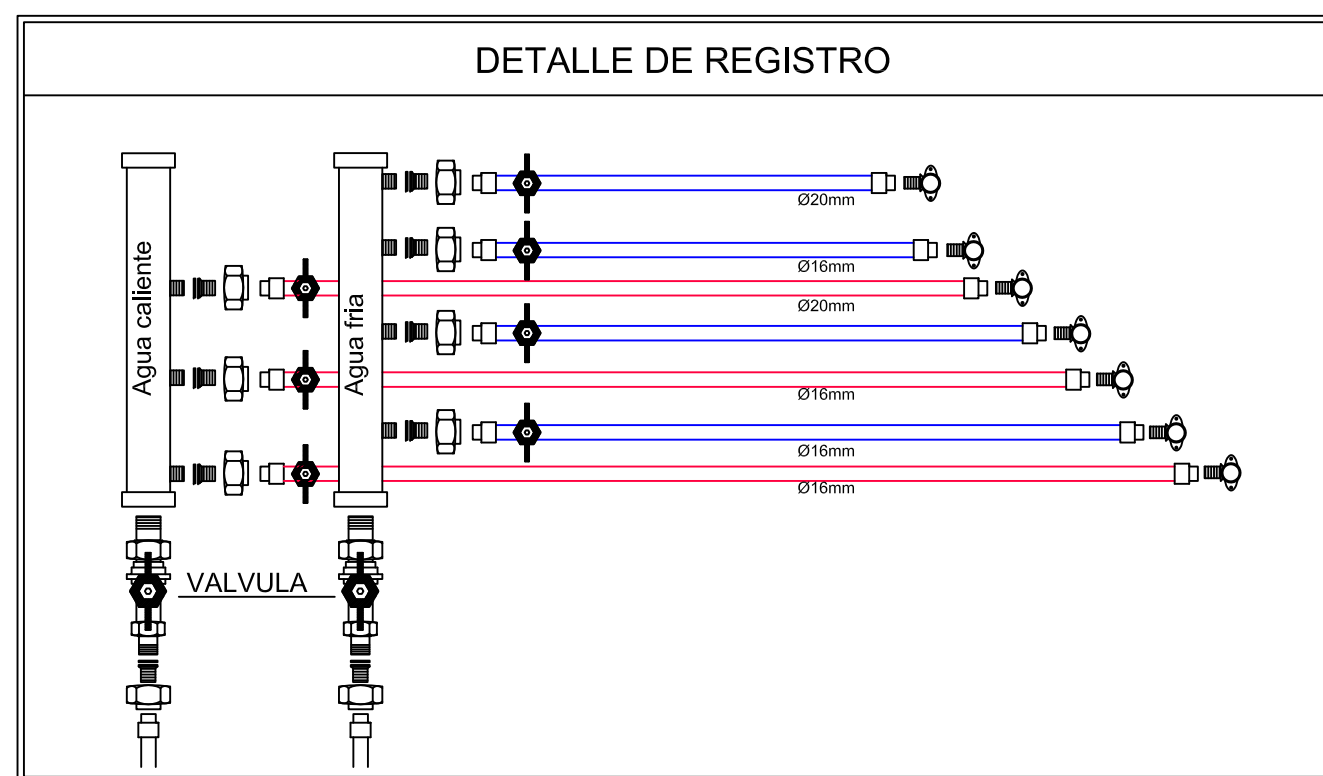 DETALLE DE REGISTRO
Agua caliente
Agua fria
Ø20mm
Ø16mm
Ø20mm
Ø16mm
Ø16mm
Ø16mm
VALVULA